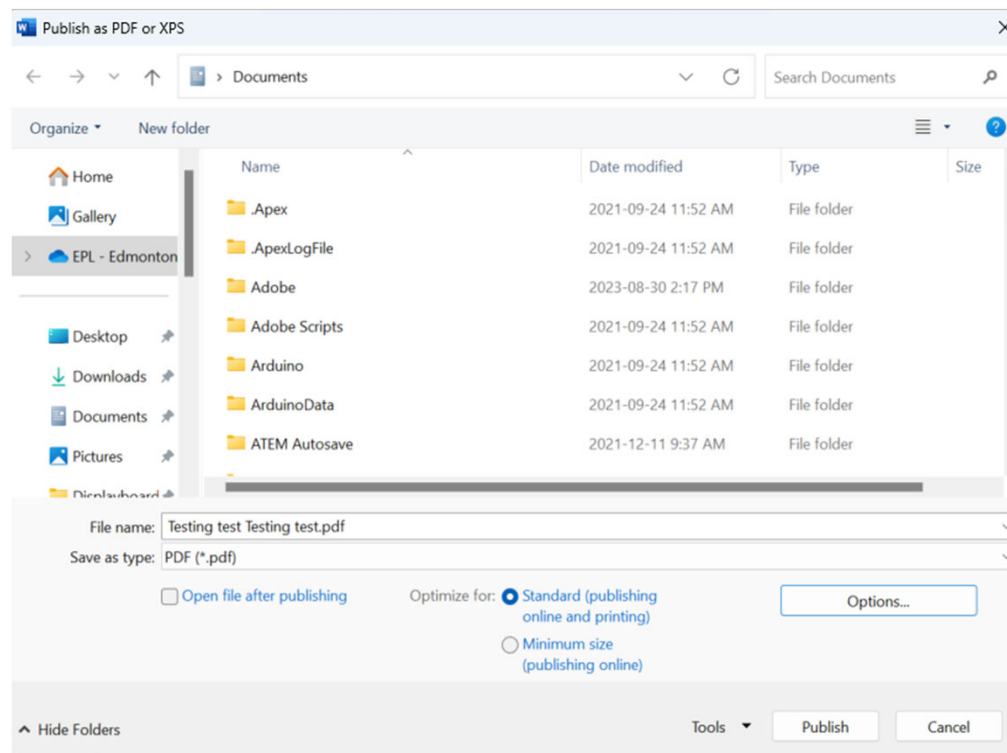 Publish as PDF or XPS
Documents
Search Documents
Organize
New folder
Name
Date modified
Type
Size
Home
Gallery
EPL - Edmonton
Desktop
Downloads
Documents
Pictures
Displayboard
.Apex 2021-09-24 11:52 AM File folder
.ApexLogFile 2021-09-24 11:52 AM File folder
Adobe 2023-08-30 2:17 PM File folder
Adobe Scripts 2021-09-24 11:52 AM File folder
Arduino 2021-09-24 11:52 AM File folder
ArduinoData 2021-09-24 11:52 AM File folder
ATEM Autosave 2021-12-11 9:37 AM File folder
File name: Testing test Testing test.pdf
Save as type: PDF (*.pdf)
Open file after publishing
Optimize for:
Standard (publishing
online and printing)
Minimum size
(publishing online)
Options...
Hide Folders
Tools
Publish
Cancel